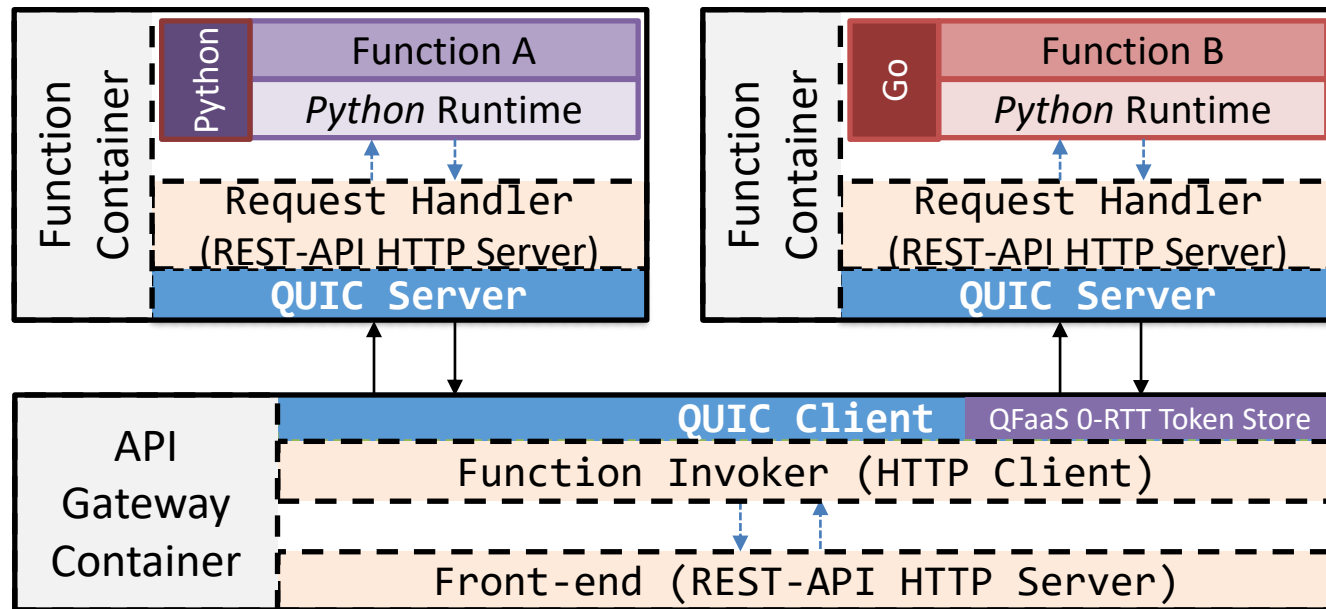 Function
Container
Python
Function A
Python Runtime
Request Handler
(REST-API HTTP Server)
QUIC Server
Function
Container
Go
Function B
Python Runtime
Request Handler
(REST-API HTTP Server)
QUIC Server
API
Gateway
Container
QUIC Client
QFaaS 0-RTT Token Store
Function Invoker (HTTP Client)
Front-end (REST-API HTTP Server)